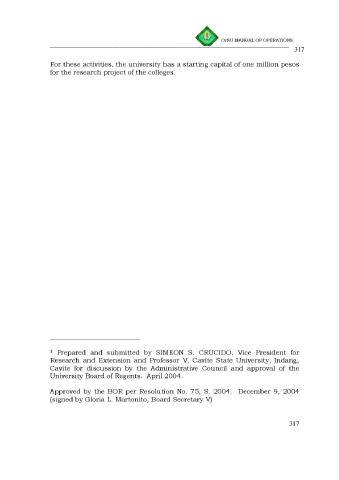 CvSU MANUAL OF OPERATIONS
317
For these activities, the university has a starting capital of one million pesos
for the research project of the colleges.
1 Prepared and submitted by SIMEON S. CRUCIDO, Vice President for
Research and Extension and Professor V, Cavite State University, Indang,
Cavite for discussion by the Administrative Council and approval of the
University Board of Regents. April 2004.
Approved by the BOR per Resolution No. 75, S. 2004. December 9, 2004
(signed by Gloria L. Martonito, Board Secretary V)
317